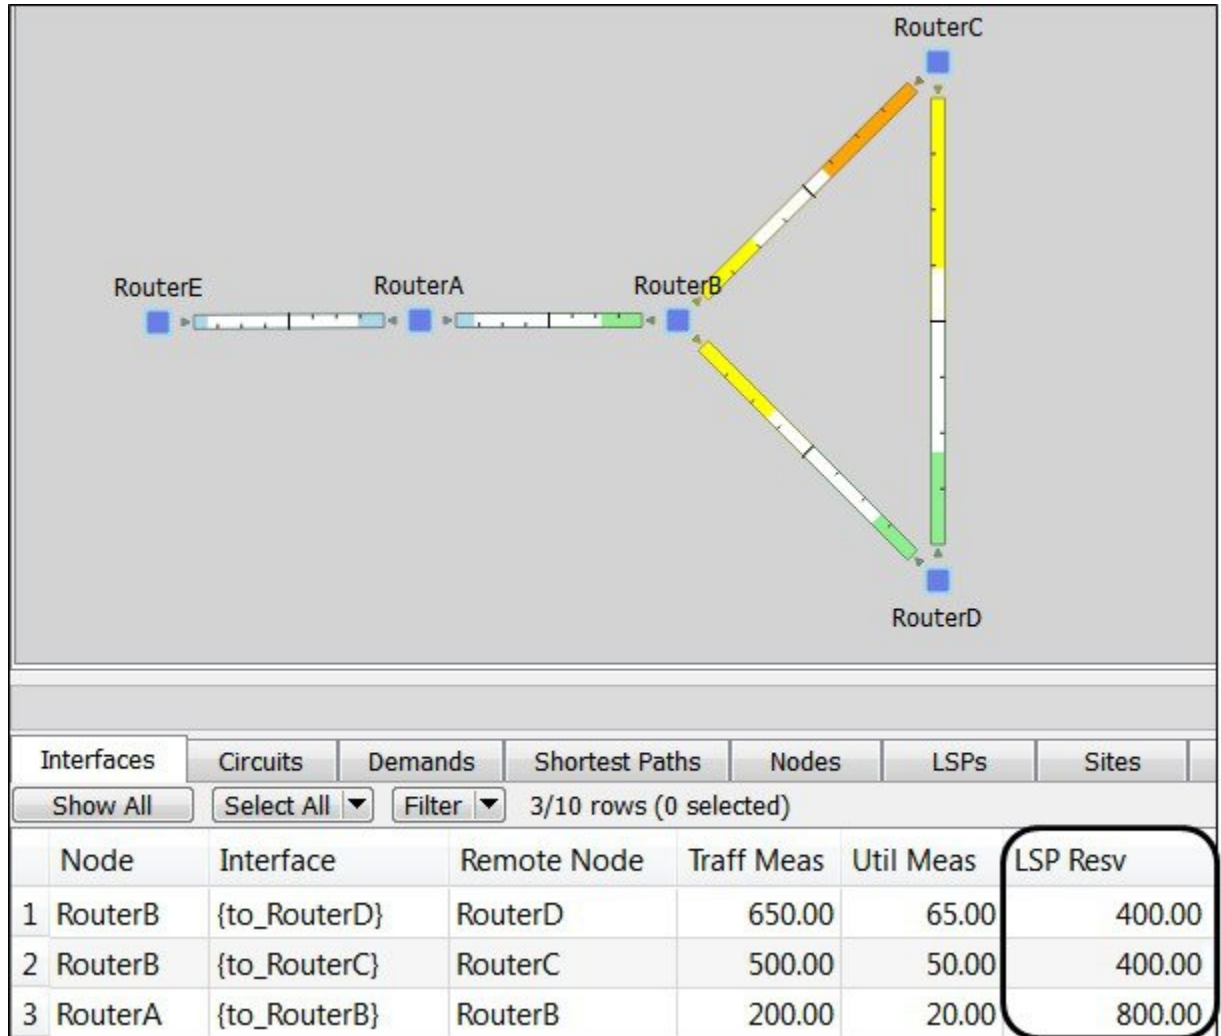 RouterC
RouterE RouterA RouterB
RouterD
Interfaces Circuits Demands Shortest Paths Nodes LSPs Sites
Show All Select All Filter 3/10 rows (0 selected)
Node Interface Remote Node Traff Meas Util Meas LSP Resv
1 RouterB {to_RouterD} RouterD 650.00 65.00 400.00
2 RouterB {to_RouterC} RouterC 500.00 50.00 400.00
3 RouterA {to_RouterB} RouterB 200.00 20.00 800.00